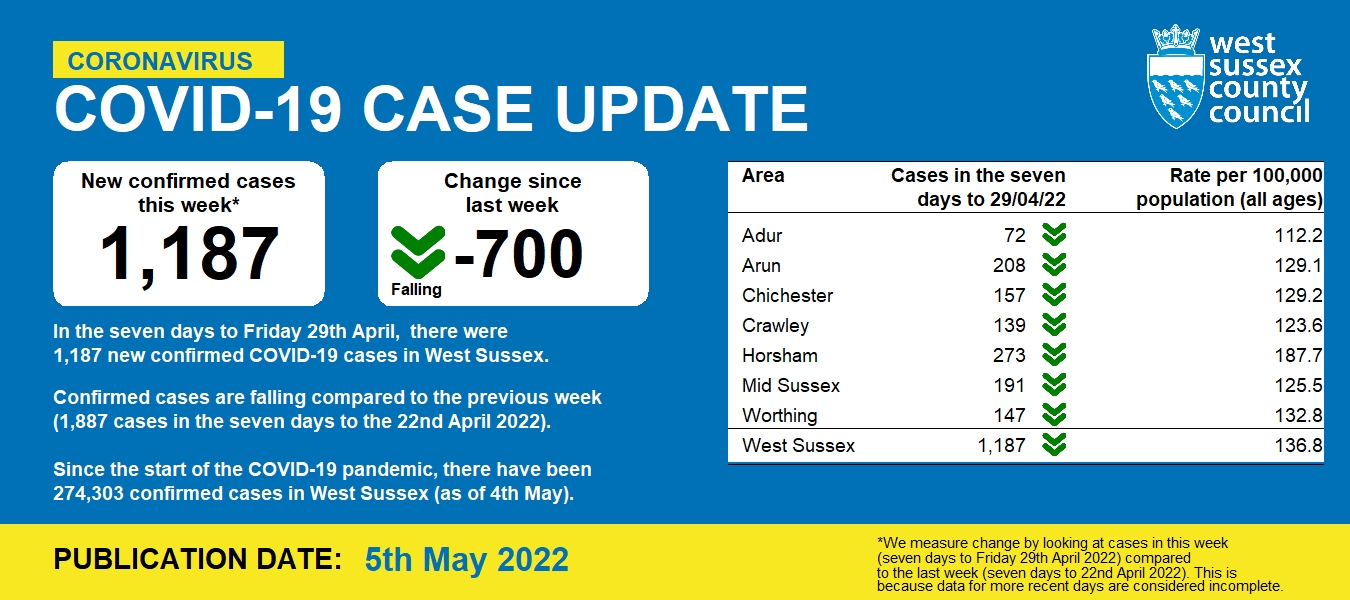 CORONAVIRUS
COVID-19 CASE UPDATE
west
sussex
county
council
New confirmed cases
this week*
1,187
Change since
last week
-700
Falling
In the seven days to Friday 29th April,  there were
1,187 new confirmed COVID-19 cases in West Sussex.
Confirmed cases are falling compared to the previous week
(1,887 cases in the seven days to the 22nd April 2022).
Since the start of the COVID-19 pandemic, there have been
274,303 confirmed cases in West Sussex (as of 4th May).
Area Cases in the seven Rate per 100,000
days to 29/04/22 population (all ages)
Adur 72 112.2
Arun 208 129.1
Chichester 157 129.2
Crawley 139 123.6
Horsham 273 187.7
Mid Sussex 191 125.5
Worthing 147 132.8
West Sussex 1,187 136.8
PUBLICATION DATE: 5th May 2022
*We measure change by looking at cases in this week
(seven days to Friday 29th April 2022) compared
to the last week (seven days to 22nd April 2022). This is
because data for more recent days are considered incomplete.